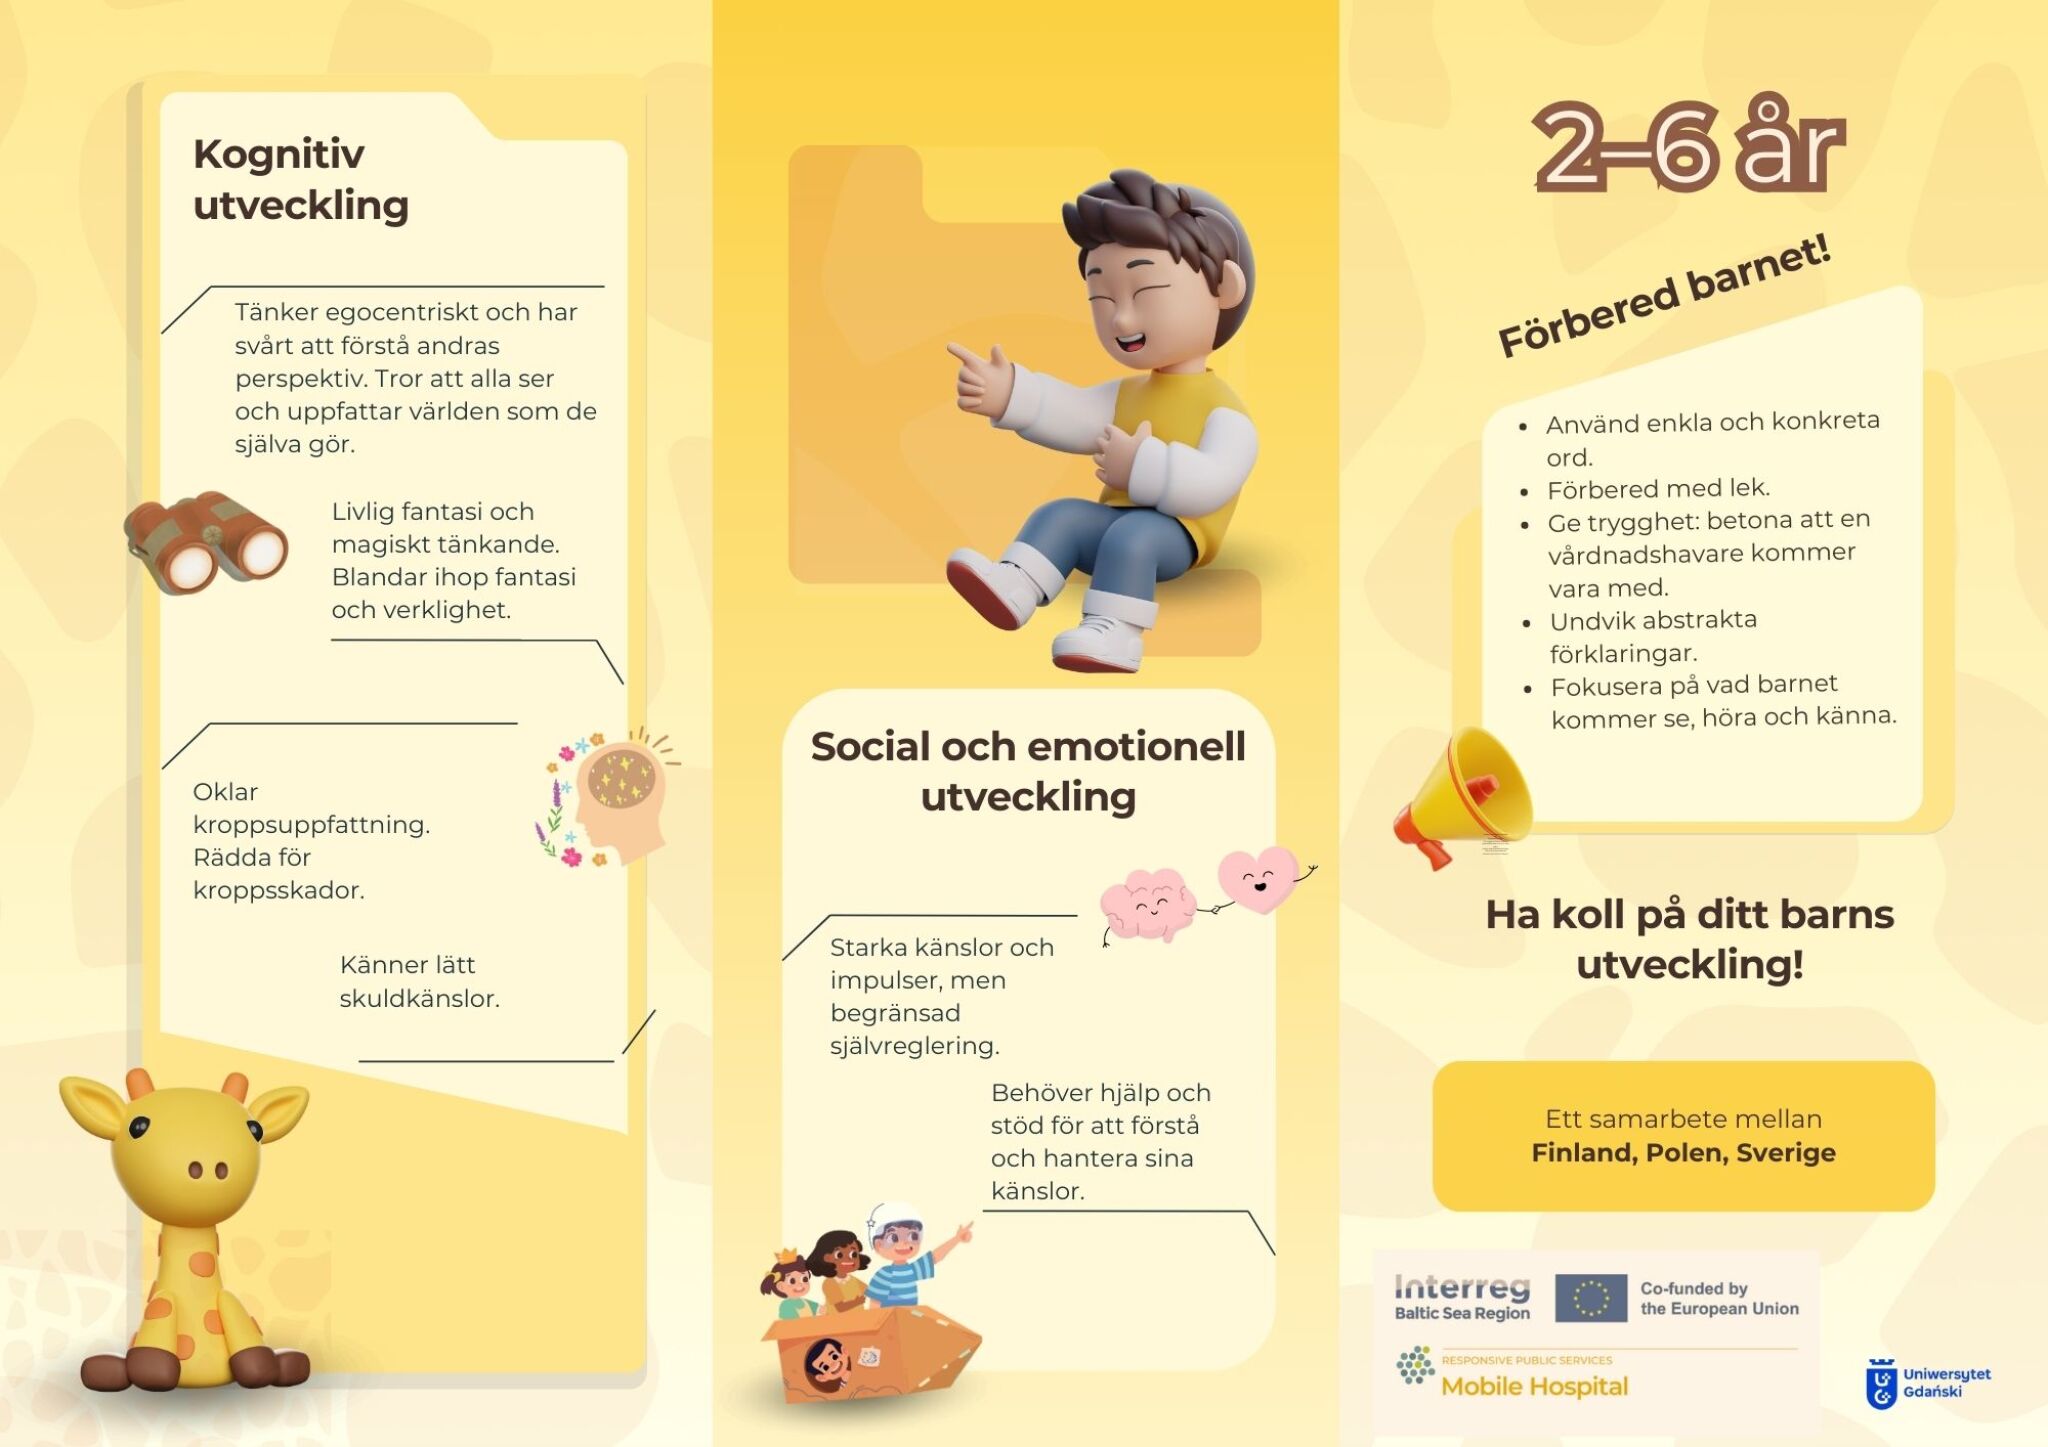 Kognitiv
utveckling
Tänker egocentriskt och har
svårt att förstå andras
perspektiv. Tror att alla ser
och uppfattar världen som de
själva gör.
Livlig fantasi och
magiskt tänkande.
Blandar ihop fantasi
och verklighet.
Oklar
kroppsuppfattning.
Rädda för
kroppsskador.
Känner lätt
skuldkänslor.
Social och emotionell
utveckling
Starka känslor och
impulser, men
begränsad
självreglering.
Behöver hjälp och
stöd för att förstå
och hantera sina
känslor.
2–6 år
Förbered barnet!
• Använd enkla och konkreta
ord.
• Förbered med lek.
• Ge trygghet: betona att en
vårdnadshavare kommer
vara med.
• Undvik abstrakta
förklaringar.
• Fokusera på vad barnet
kommer se, höra och känna.
Ha koll på ditt barns
utveckling!
Ett samarbete mellan
Finland, Polen, Sverige
Interreg
Baltic Sea Region
Co-funded by
the European Union
RESPONSIVE PUBLIC SERVICES
Mobile Hospital
Uniwersytet
Gdański